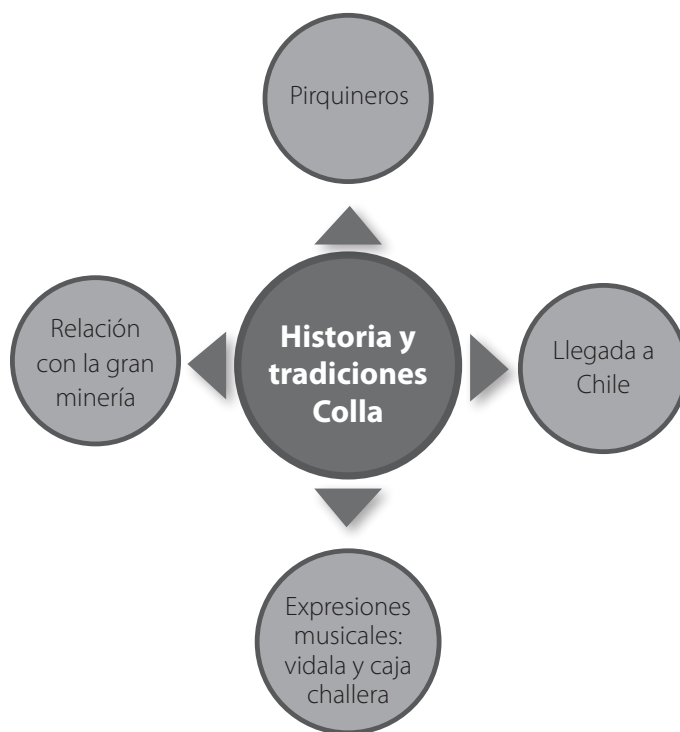 Pirquineros
Relación
con la gran
minería
Historia y
tradiciones
Colla
Llegada a
Chile
Expresiones
musicales:
vidala y caja
challera